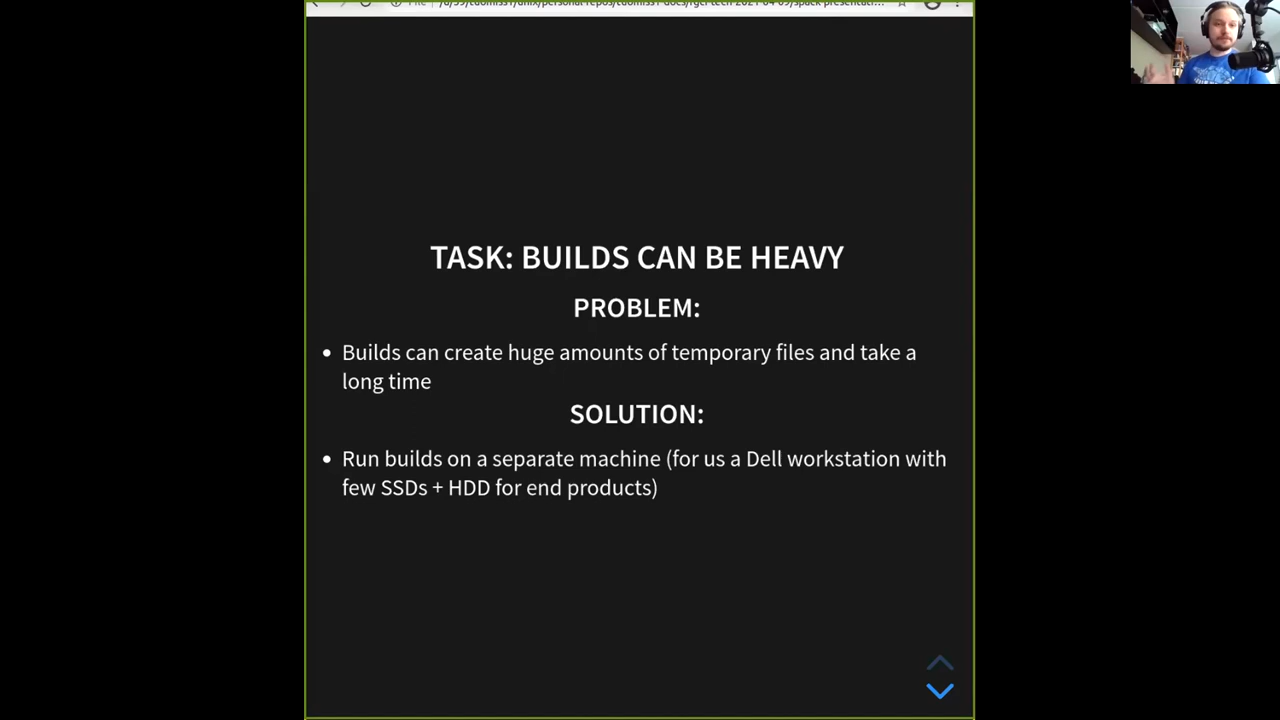 TASK: BUILDS CAN BE HEAVY
PROBLEM:
• Builds can create huge amounts of temporary files and take a
long time
SOLUTION:
• Run builds on a separate machine (for us a Dell workstation with
few SSDs + HDD for end products)